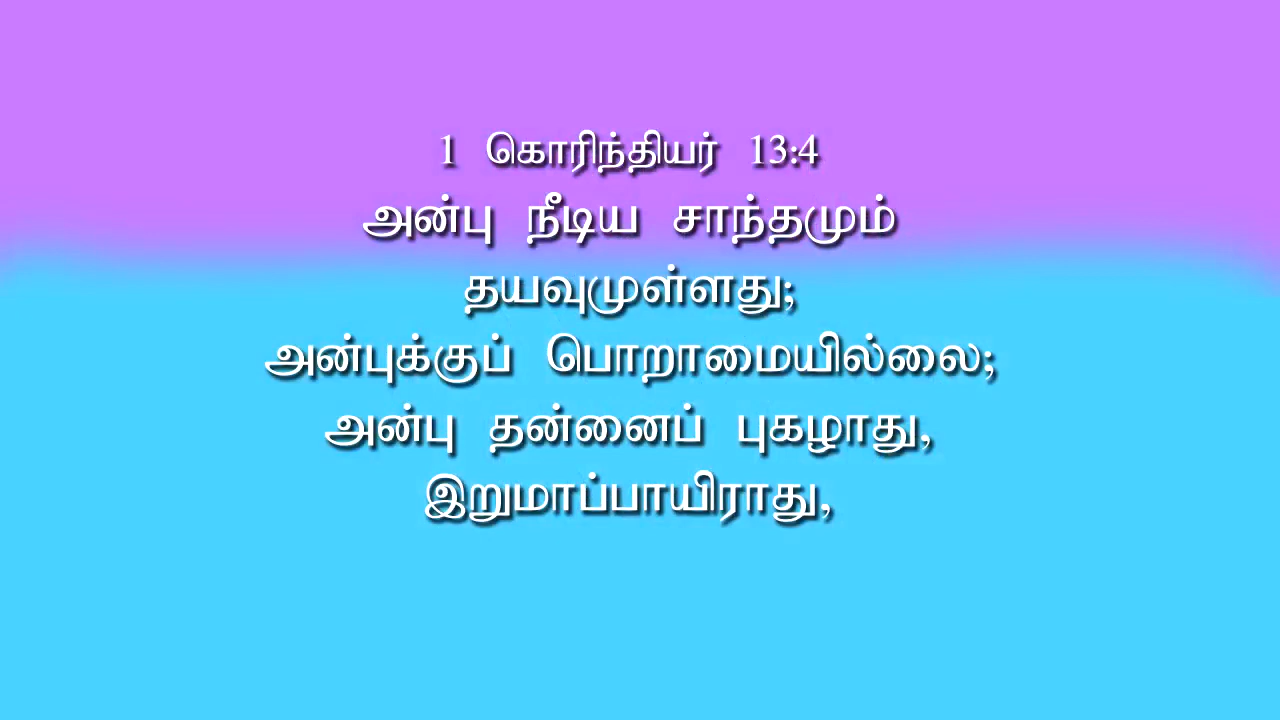 1 கொரிந்தியர் 13:4
அன்பு நீடிய சாந்தமும்
தயவுமுள்ளது;
அன்புக்குப் பொறாமையில்லை;
அன்பு தன்னைப் புகழாது,
இறுமாப்பாயிராது,